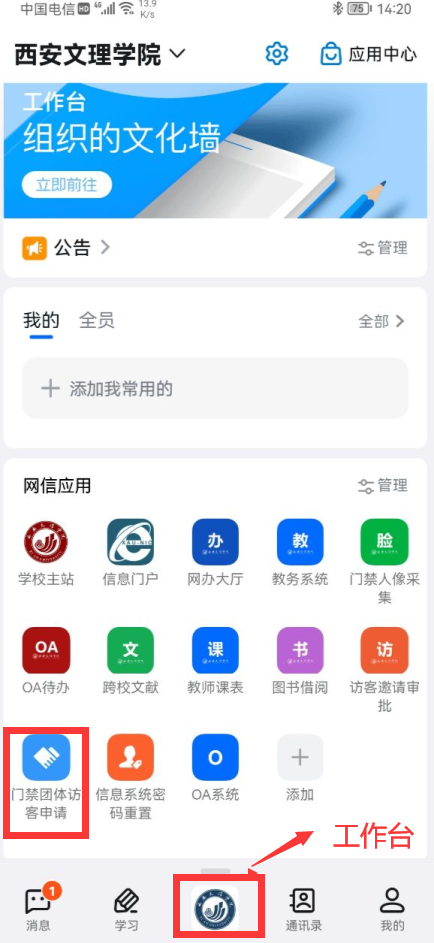 中国电信 HD 4G 13.9 K/s 75 14:20
西安文理学院 应用中心
工作台
组织的文化墙
立即前往
公告 管理
我的 全员 全部
添加我常用的
网信应用 管理
办 教 脸
学校主站 信息门户 网办大厅 教务系统 门禁人像采
集
OA 文 课 书 访
OA待办 跨校文献 教师课表 图书借阅 访客邀请审
批
O
门禁团体访 信息系统密 OA系统 添加
客申请 码重置
工作台
1
消息 学习 通讯录 我的